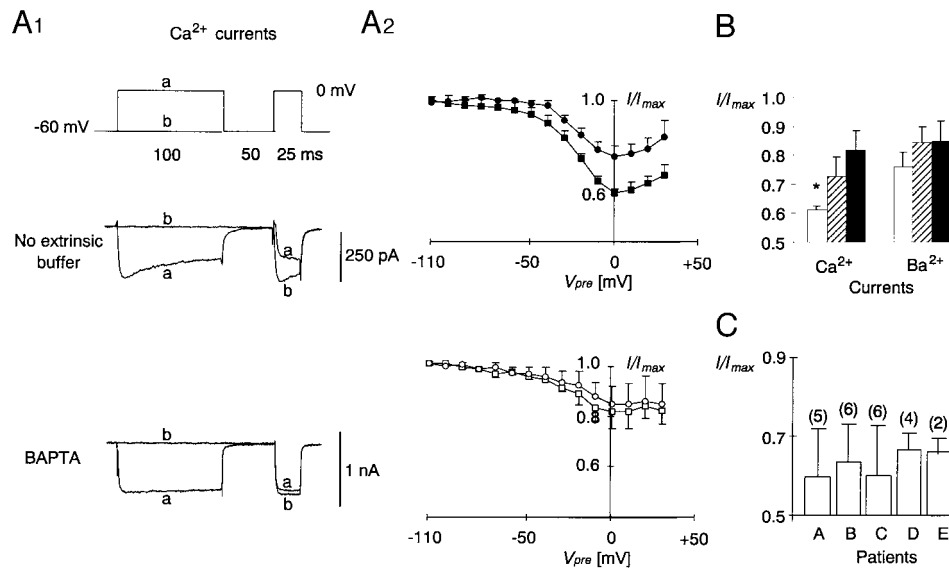 A1
Ca2+ currents
a
0 mV
-60 mV
b
100
50
25 ms
b
No extrinsic
buffer
a
a
b
250 pA
b
BAPTA
a
a
b
1 nA
A2
1.0
I/Imax
0.6
-110
-50
0
+50
Vpre [mV]
1.0
I/Imax
0.8
0.6
-110
-50
0
+50
Vpre [mV]
B
I/Imax
1.0
0.9
0.8
0.7
0.6
0.5
*
Ca2+
Ba2+
Currents
C
I/Imax
0.9
0.7
0.5
(5)
(6)
(6)
(4)
(2)
A
B
C
D
E
Patients